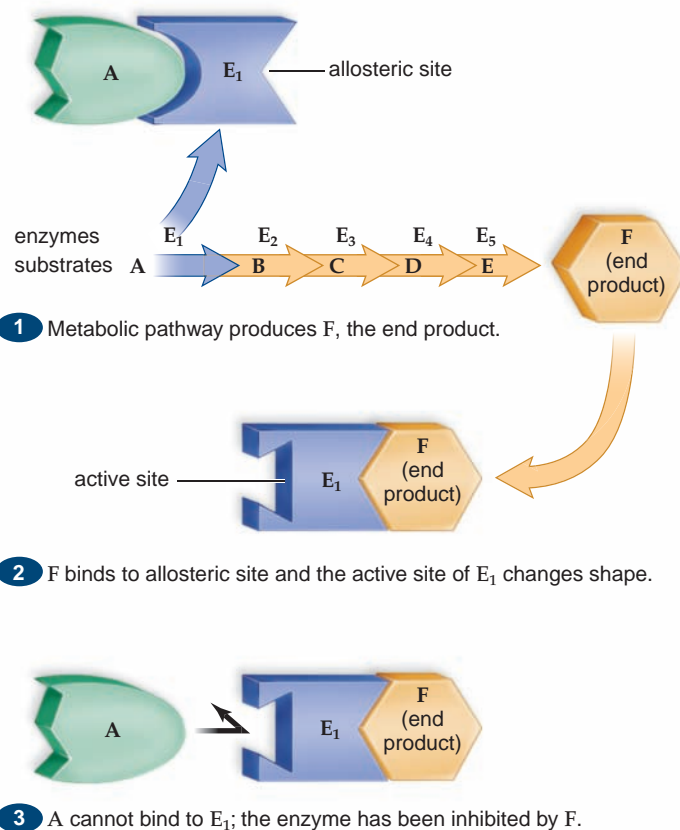 A
E₁
allosteric site
enzymes E₁ E₂ E₃ E₄ E₅
substrates A B C D E
F
(end
product)
1 Metabolic pathway produces F, the end product.
active site
E₁
F
(end
product)
2 F binds to allosteric site and the active site of E₁ changes shape.
A
E₁
F
(end
product)
3 A cannot bind to E₁; the enzyme has been inhibited by F.